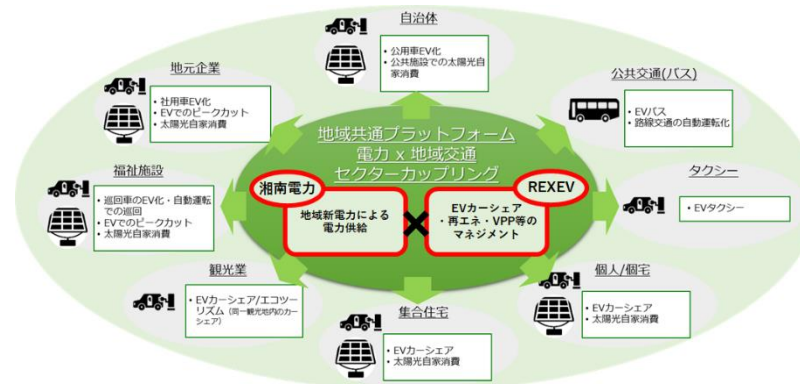 自治体
・公用車EV化
・公共施設での太陽光自
家消費
地元企業
・社用車EV化
・EVでのピークカット
・太陽光自家消費
公共交通(バス)
・EVバス
・路線交通の自動運転化
地域共通プラットフォーム
電力 x 地域交通
セクターカップリング
福祉施設
・巡回車のEV化・自動運転
での巡回
・EVでのピークカット
・太陽光自家消費
湘南電力
地域新電力による
電力供給
REXEV
EVカーシェア
・再エネ・VPP等の
マネジメント
タクシー
・EVタクシー
観光業
・EVカーシェア/エコツー
リズム(同一観光地内のカー
シェア)
集合住宅
・EVカーシェア
・太陽光自家消費
個人/個宅
・EVカーシェア
・太陽光自家消費